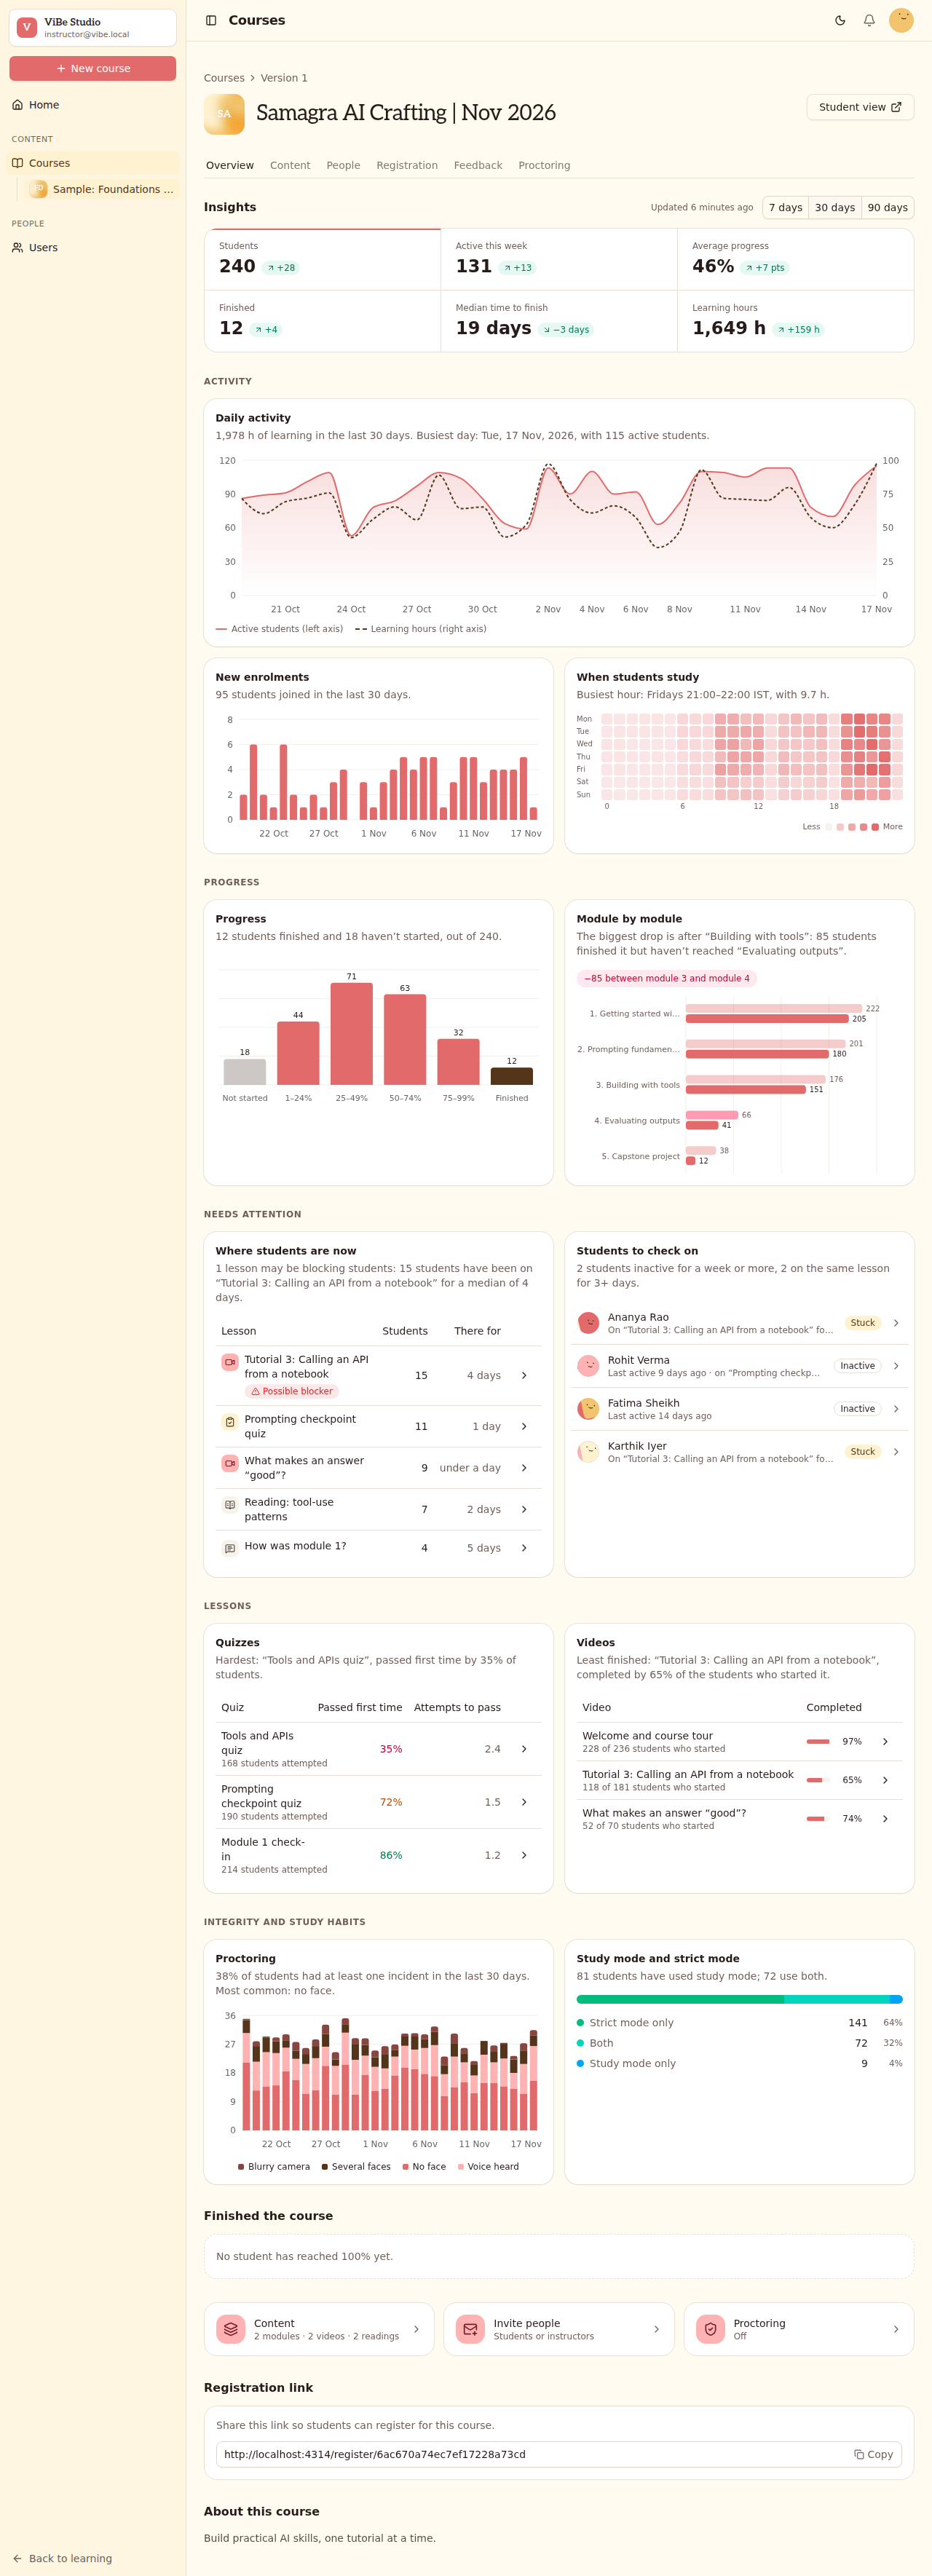 V
ViBe Studio
instructor@vibe.local
+ New course
Home
CONTENT
Courses
Sample: Foundations ...
PEOPLE
Users
Back to learning
Courses
Courses > Version 1
SA
Samagra AI Crafting | Nov 2026
Student view
Overview Content People Registration Feedback Proctoring
Insights
Updated 6 minutes ago
7 days 30 days 90 days
Students
240 +28
Active this week
131 +13
Average progress
46% +7 pts
Finished
12 +4
Median time to finish
19 days −3 days
Learning hours
1,649 h +159 h
ACTIVITY
Daily activity
1,978 h of learning in the last 30 days. Busiest day: Tue, 17 Nov, 2026, with 115 active students.
120 100
90 75
60 50
30 25
0 0
21 Oct 24 Oct 27 Oct 30 Oct 2 Nov 4 Nov 6 Nov 8 Nov 11 Nov 14 Nov 17 Nov
Active students (left axis) Learning hours (right axis)
New enrolments
95 students joined in the last 30 days.
8
6
4
2
0
22 Oct 27 Oct 1 Nov 6 Nov 11 Nov 17 Nov
When students study
Busiest hour: Fridays 21:00–22:00 IST, with 9.7 h.
Mon
Tue
Wed
Thu
Fri
Sat
Sun
0 6 12 18
Less More
PROGRESS
Progress
12 students finished and 18 haven’t started, out of 240.
18 44 71 63 32 12
Not started 1–24% 25–49% 50–74% 75–99% Finished
Module by module
The biggest drop is after “Building with tools”: 85 students
finished it but haven’t reached “Evaluating outputs”.
−85 between module 3 and module 4
1. Getting started wi... 222 205
2. Prompting fundamen... 201 180
3. Building with tools 176 151
4. Evaluating outputs 66 41
5. Capstone project 38 12
NEEDS ATTENTION
Where students are now
1 lesson may be blocking students: 15 students have been on
“Tutorial 3: Calling an API from a notebook” for a median of 4
days.
Lesson Students There for
Tutorial 3: Calling an API
from a notebook
Possible blocker
15 4 days
Prompting checkpoint
quiz
11 1 day
What makes an answer
“good”?
9 under a day
Reading: tool-use
patterns
7 2 days
How was module 1? 4 5 days
Students to check on
2 students inactive for a week or more, 2 on the same lesson
for 3+ days.
Ananya Rao
On “Tutorial 3: Calling an API from a notebook” fo...
Stuck
Rohit Verma
Last active 9 days ago · on “Prompting checkp...
Inactive
Fatima Sheikh
Last active 14 days ago
Inactive
Karthik Iyer
On “Tutorial 3: Calling an API from a notebook” fo...
Stuck
LESSONS
Quizzes
Hardest: “Tools and APIs quiz”, passed first time by 35% of
students.
Quiz Passed first time Attempts to pass
Tools and APIs
quiz
168 students attempted
35% 2.4
Prompting
checkpoint quiz
190 students attempted
72% 1.5
Module 1 check-
in
214 students attempted
86% 1.2
Videos
Least finished: “Tutorial 3: Calling an API from a notebook”,
completed by 65% of the students who started it.
Video Completed
Welcome and course tour
228 of 236 students who started
97%
Tutorial 3: Calling an API from a notebook
118 of 181 students who started
65%
What makes an answer “good”?
52 of 70 students who started
74%
INTEGRITY AND STUDY HABITS
Proctoring
38% of students had at least one incident in the last 30 days.
Most common: no face.
36
27
18
9
0
22 Oct 27 Oct 1 Nov 6 Nov 11 Nov 17 Nov
Blurry camera Several faces No face Voice heard
Study mode and strict mode
81 students have used study mode; 72 use both.
Strict mode only 141 64%
Both 72 32%
Study mode only 9 4%
Finished the course
No student has reached 100% yet.
Content
2 modules · 2 videos · 2 readings
Invite people
Students or instructors
Proctoring
Off
Registration link
Share this link so students can register for this course.
http://localhost:4314/register/6ac670a74ec7ef17228a73cd
Copy
About this course
Build practical AI skills, one tutorial at a time.